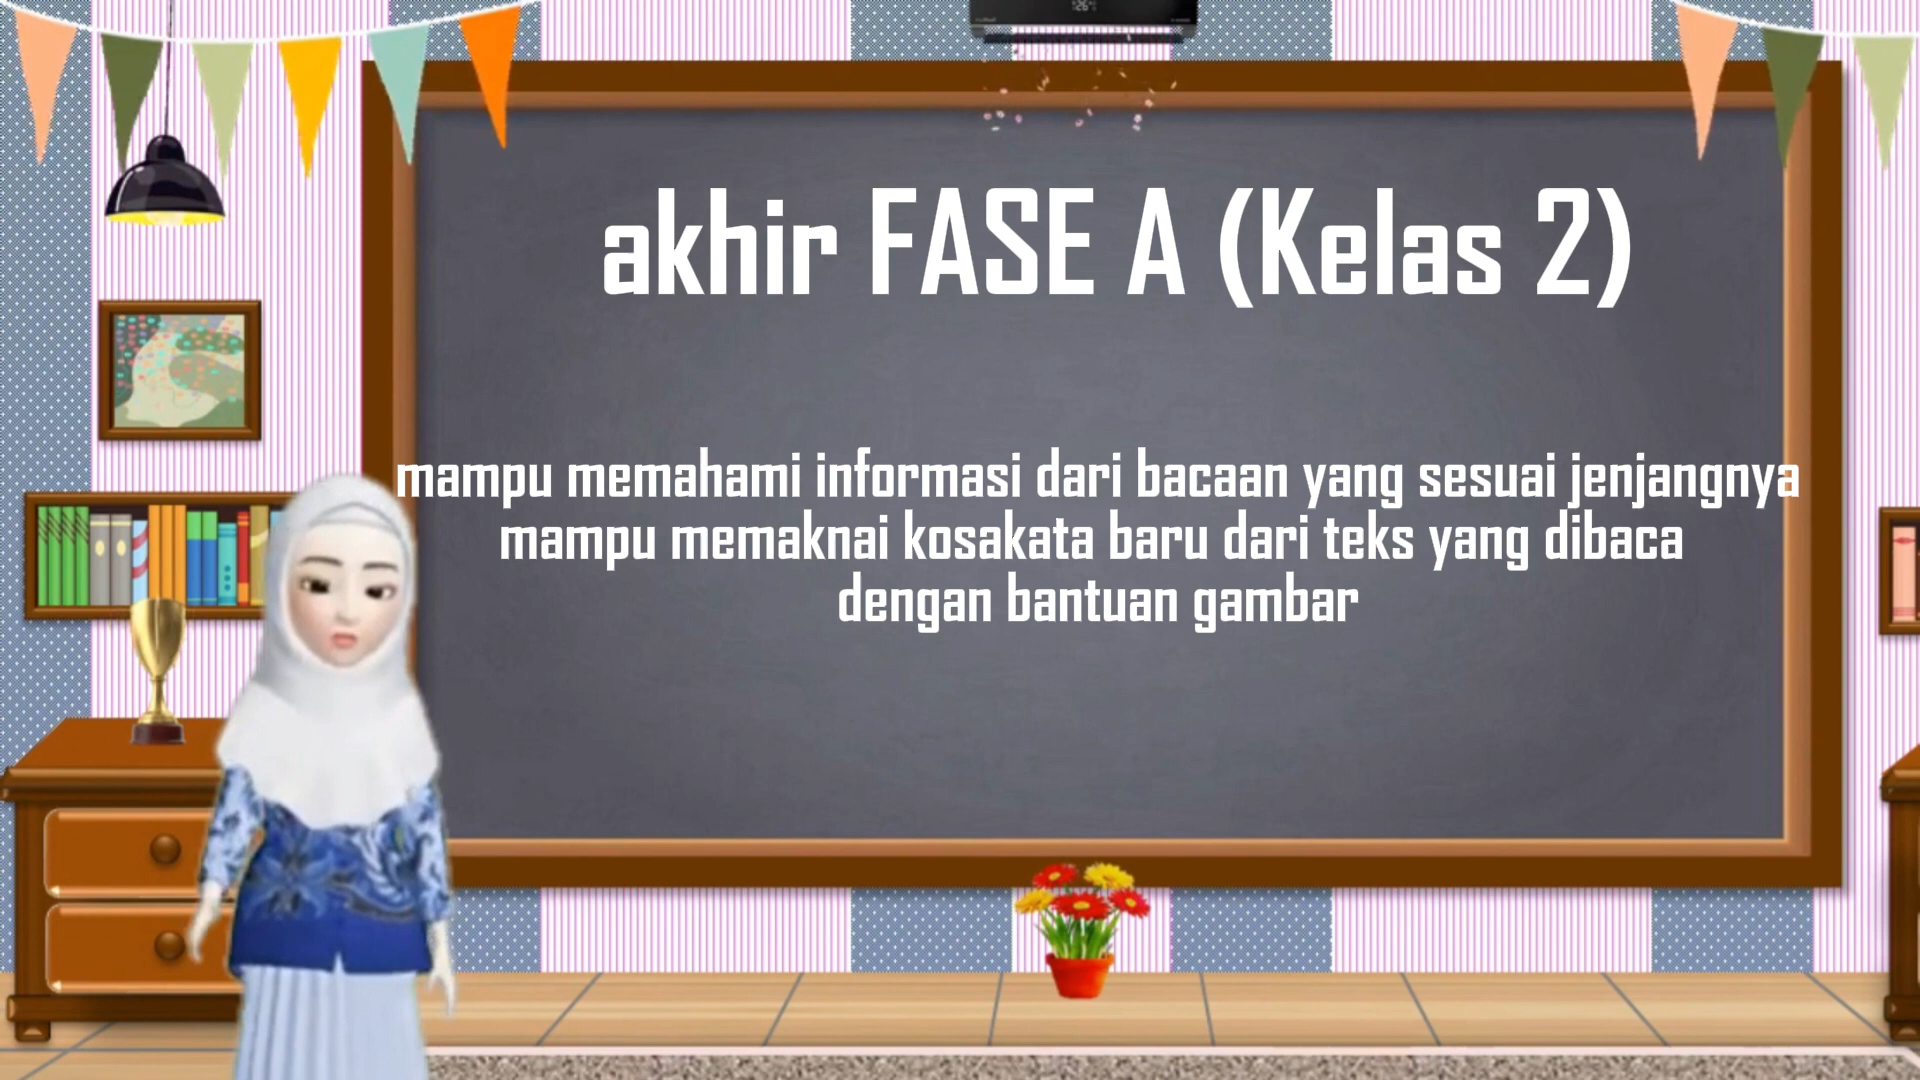 akhir FASE A (Kelas 2)
mampu memahami informasi dari bacaan yang sesuai jenjangnya
mampu memaknai kosakata baru dari teks yang dibaca
dengan bantuan gambar